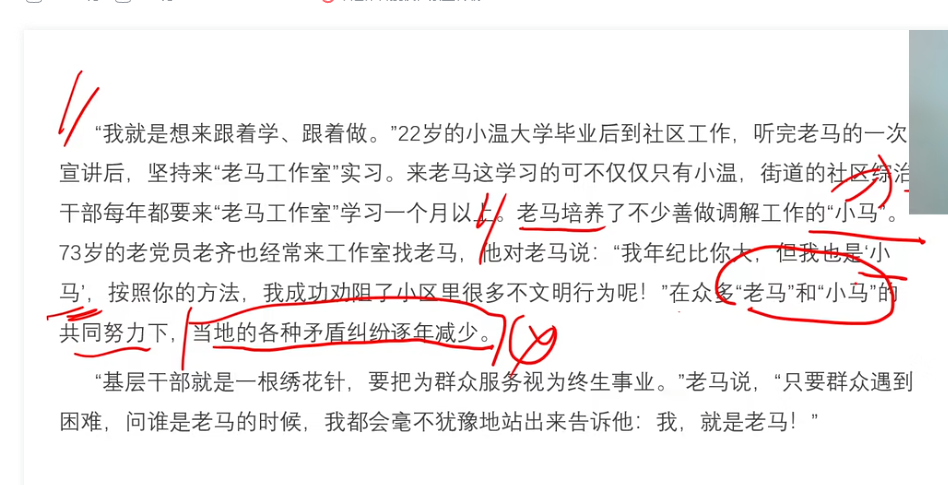 “我就是想来跟着学、跟着做。”22岁的小温大学毕业后到社区工作，听完老马的一次
宣讲后，坚持来“老马工作室”实习。来老马这学习的可不仅仅只有小温，街道的社区综治
干部每年都要来“老马工作室”学习一个月以上。老马培养了不少善做调解工作的“小马”。
73岁的老党员老齐也经常来工作室找老马，他对老马说：“我年纪比你大，但我也是‘小
马’，按照你的方法，我成功劝阻了小区里很多不文明行为呢！”在众多“老马”和“小马”的
共同努力下，当地的各种矛盾纠纷逐年减少。
“基层干部就是一根绣花针，要把为群众服务视为终生事业。”老马说，“只要群众遇到
困难，问谁是老马的时候，我都会毫不犹豫地站出来告诉他：我，就是老马！”